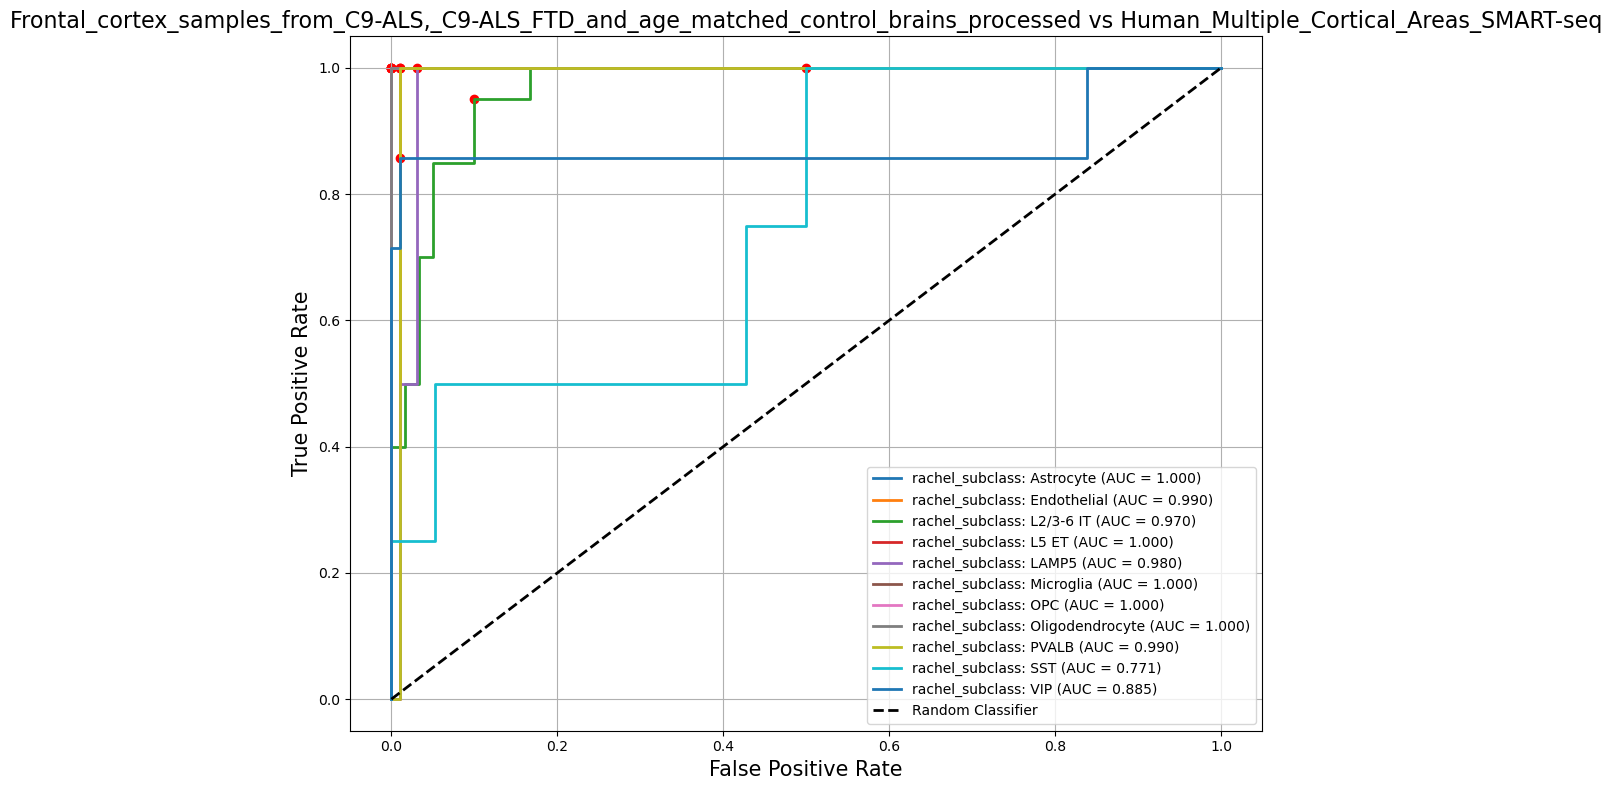 Frontal_cortex_samples_from_C9-ALS,_C9-ALS_FTD_and_age_matched_control_brains_processed vs Human_Multiple_Cortical_Areas_SMART-seq
True Positive Rate
1.0
0.8
0.6
0.4
0.2
0.0
rachel_subclass: Astrocyte (AUC = 1.000)
rachel_subclass: Endothelial (AUC = 0.990)
rachel_subclass: L2/3-6 IT (AUC = 0.970)
rachel_subclass: L5 ET (AUC = 1.000)
rachel_subclass: LAMP5 (AUC = 0.980)
rachel_subclass: Microglia (AUC = 1.000)
rachel_subclass: OPC (AUC = 1.000)
rachel_subclass: Oligodendrocyte (AUC = 1.000)
rachel_subclass: PVALB (AUC = 0.990)
rachel_subclass: SST (AUC = 0.771)
rachel_subclass: VIP (AUC = 0.885)
Random Classifier
0.0 0.2 0.4 0.6 0.8 1.0
False Positive Rate